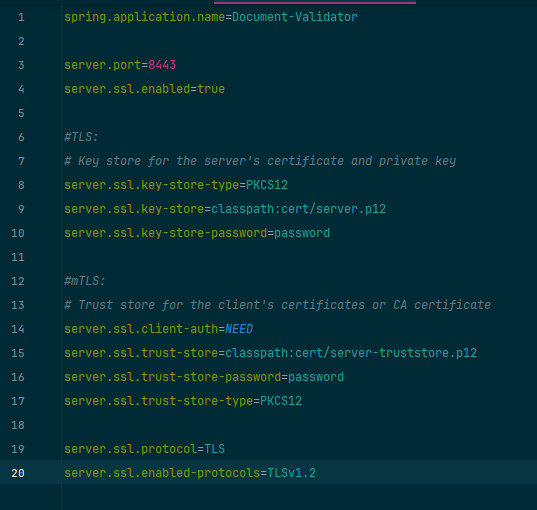 1 spring.application.name=Document-Validator
2
3 server.port=8443
4 server.ssl.enabled=true
5
6 #TLS:
7 # Key store for the server's certificate and private key
8 server.ssl.key-store-type=PKCS12
9 server.ssl.key-store=classpath:cert/server.p12
10 server.ssl.key-store-password=password
11
12 #mTLS:
13 # Trust store for the client's certificates or CA certificate
14 server.ssl.client-auth=NEED
15 server.ssl.trust-store=classpath:cert/server-truststore.p12
16 server.ssl.trust-store-password=password
17 server.ssl.trust-store-type=PKCS12
18
19 server.ssl.protocol=TLS
20 server.ssl.enabled-protocols=TLSv1.2